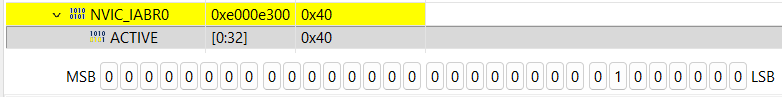 NVIC_IABR0 0xe000e300 0x40
ACTIVE [0:32] 0x40
MSB 0 0 0 0 0 0 0 0 0 0 0 0 0 0 0 0 0 0 0 0 0 0 0 0 0 1 0 0 0 0 0 0 LSB